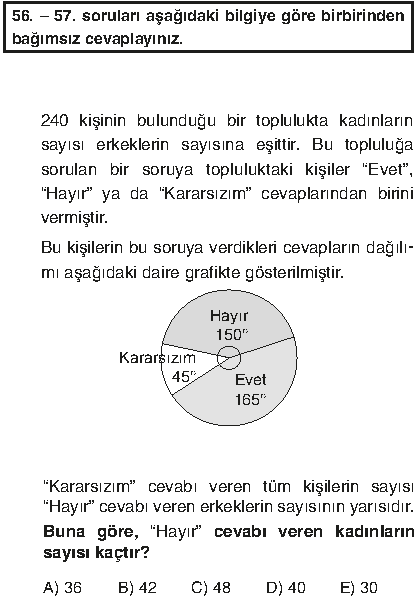 56. – 57. soruları aşağıdaki bilgiye göre birbirinden
bağımsız cevaplayınız.
240 kişinin bulunduğu bir toplulukta kadınların
sayısı erkeklerin sayısına eşittir. Bu topluluğa
sorulan bir soruya topluluktaki kişiler “Evet”,
“Hayır” ya da “Kararsızım” cevaplarından birini
vermiştir.
Bu kişilerin bu soruya verdikleri cevapların dağılı-
mı aşağıdaki daire grafikte gösterilmiştir.
Hayır
150°
Kararsızım
45°
Evet
165°
“Kararsızım” cevabı veren tüm kişilerin sayısı
“Hayır” cevabı veren erkeklerin sayısının yarısıdır.
Buna göre, “Hayır” cevabı veren kadınların
sayısı kaçtır?
A) 36 B) 42 C) 48 D) 40 E) 30